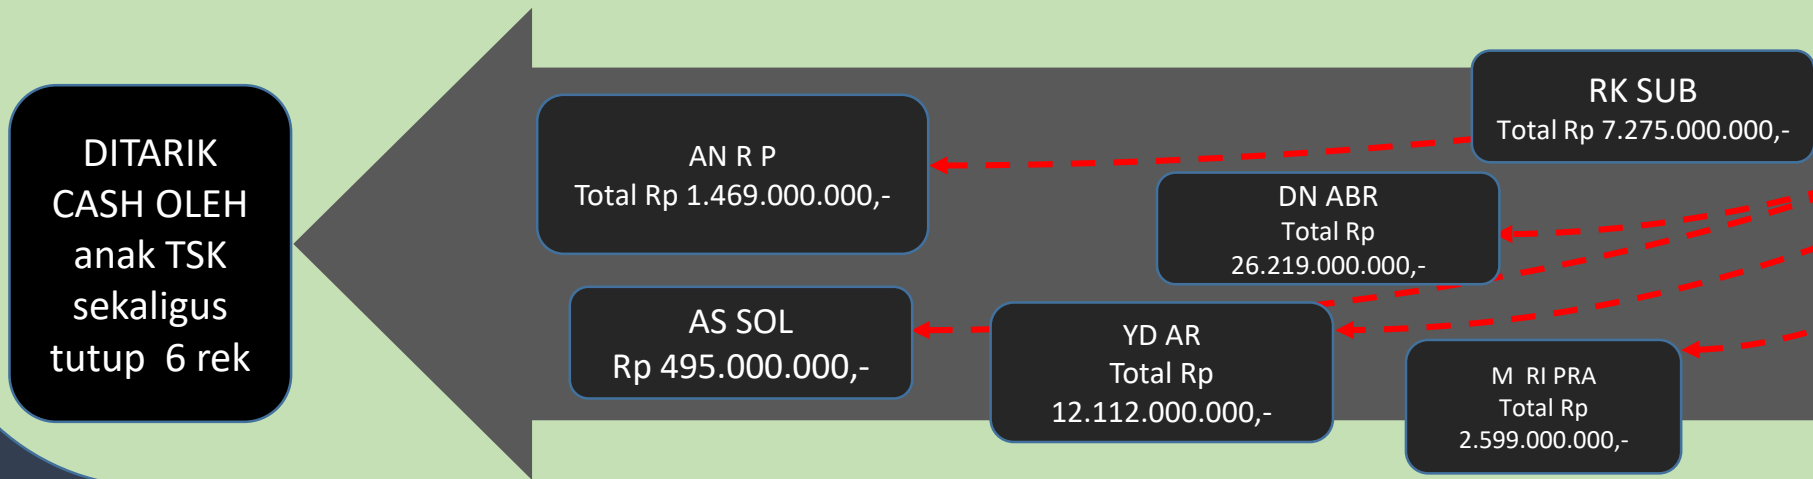 DITARIK
CASH OLEH
anak TSK
sekaligus
tutup 6 rek
AN R P
Total Rp 1.469.000.000,-
AS SOL
Rp 495.000.000,-
RK SUB
Total Rp 7.275.000.000,-
DN ABR
Total Rp
26.219.000.000,-
YD AR
Total Rp
12.112.000.000,-
M RI PRA
Total Rp
2.599.000.000,-